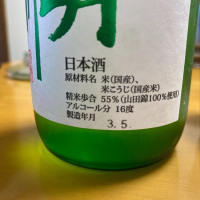 日本酒
原材料名 米(国産)、
米こうじ(国産米)
精米歩合 55%(山田錦100%使用)
アルコール分 16度
製造年月
3. 5.